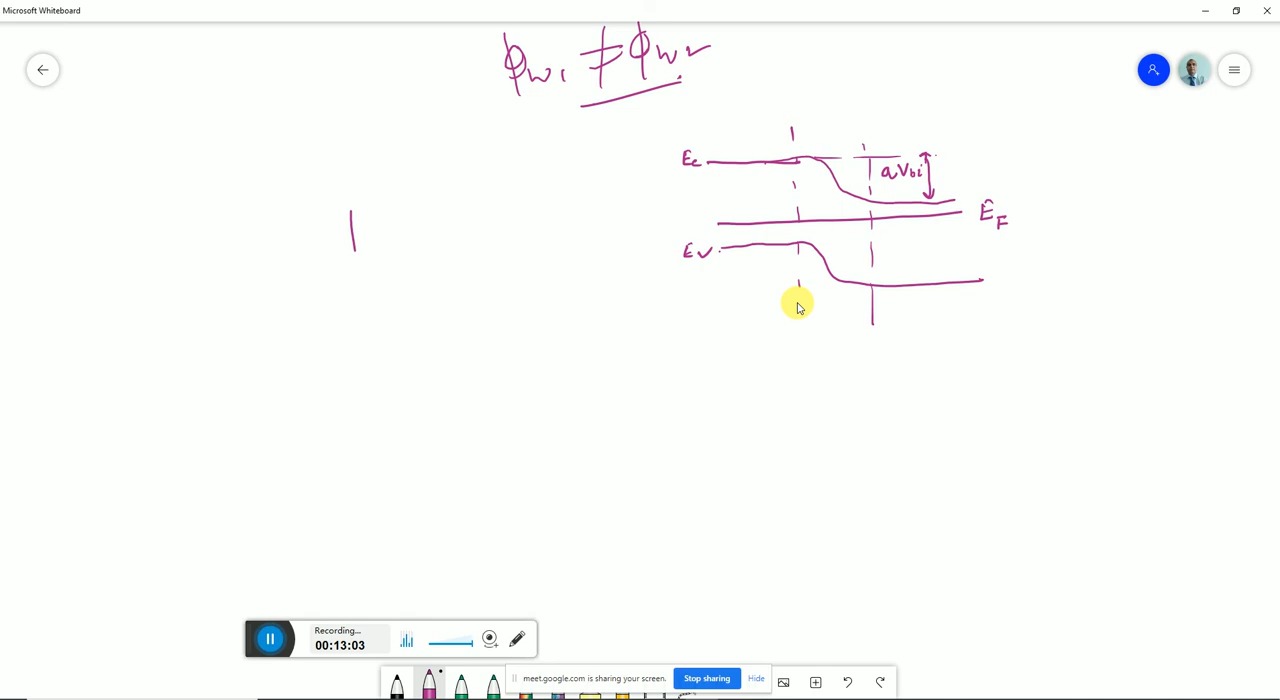 Microsoft Whiteboard
ϕw₁ ≠ ϕw₂
Ec
qVbi
EF
Ev
Recording...
00:13:03
meet.google.com is sharing your screen.
Stop sharing
Hide